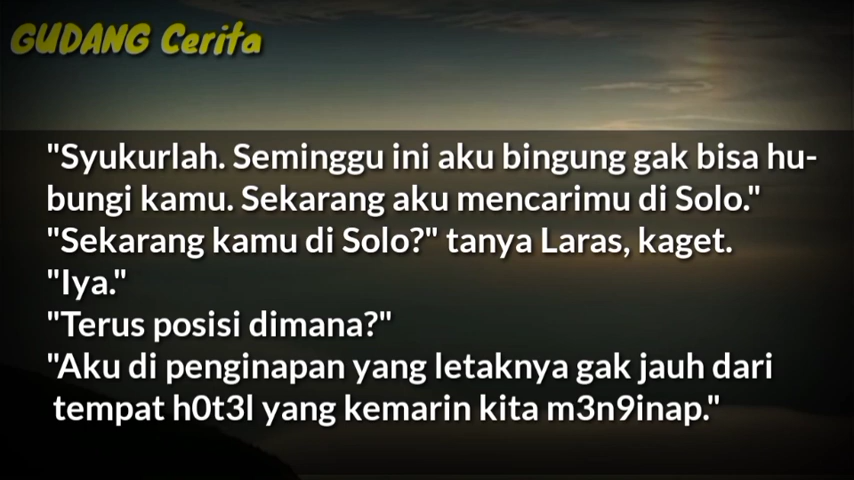 GUDANG Cerita
"Syukurlah. Seminggu ini aku bingung gak bisa hu-
bungi kamu. Sekarang aku mencarimu di Solo."
"Sekarang kamu di Solo?" tanya Laras, kaget.
"Iya."
"Terus posisi dimana?"
"Aku di penginapan yang letaknya gak jauh dari
tempat h0t3l yang kemarin kita m3n9inap."